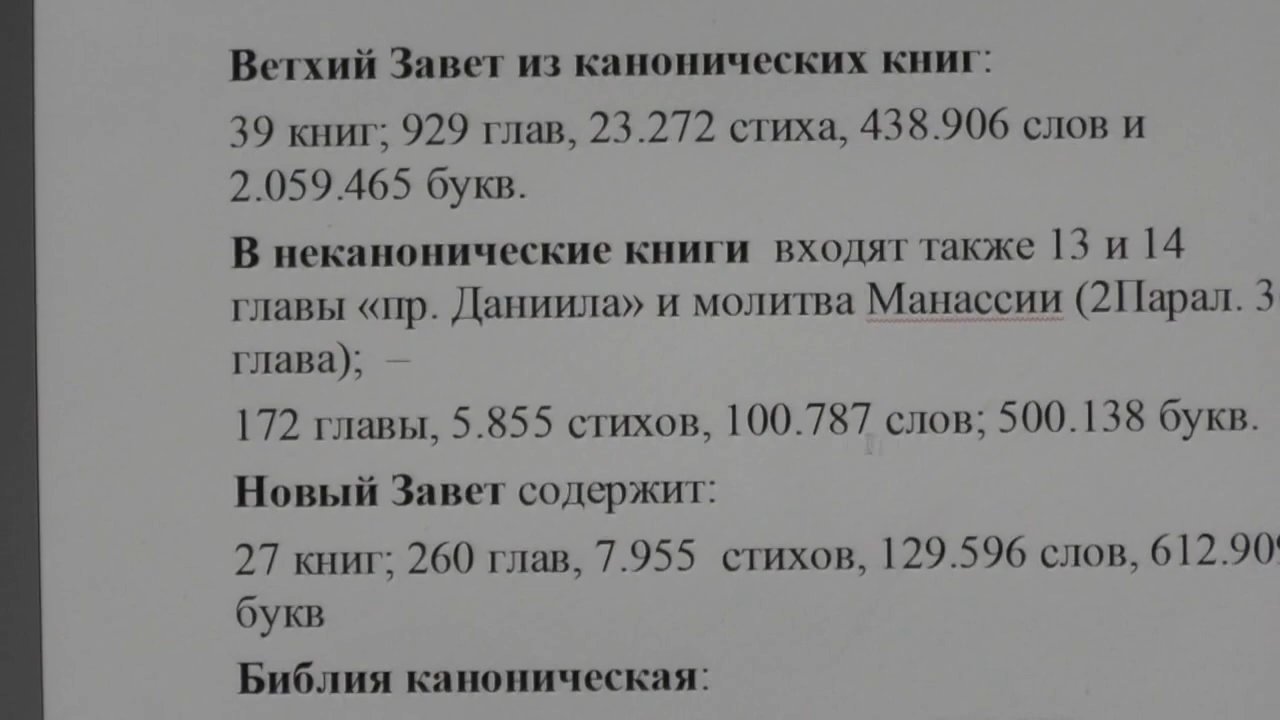 Ветхий Завет из канонических книг:
39 книг; 929 глав, 23.272 стиха, 438.906 слов и
2.059.465 букв.
В неканонические книги входят также 13 и 14
главы «пр. Даниила» и молитва Манассии (2Парал. 3
глава); –
172 главы, 5.855 стихов, 100.787 слов; 500.138 букв.
Новый Завет содержит:
27 книг; 260 глав, 7.955 стихов, 129.596 слов, 612.909
букв
Библия каноническая: